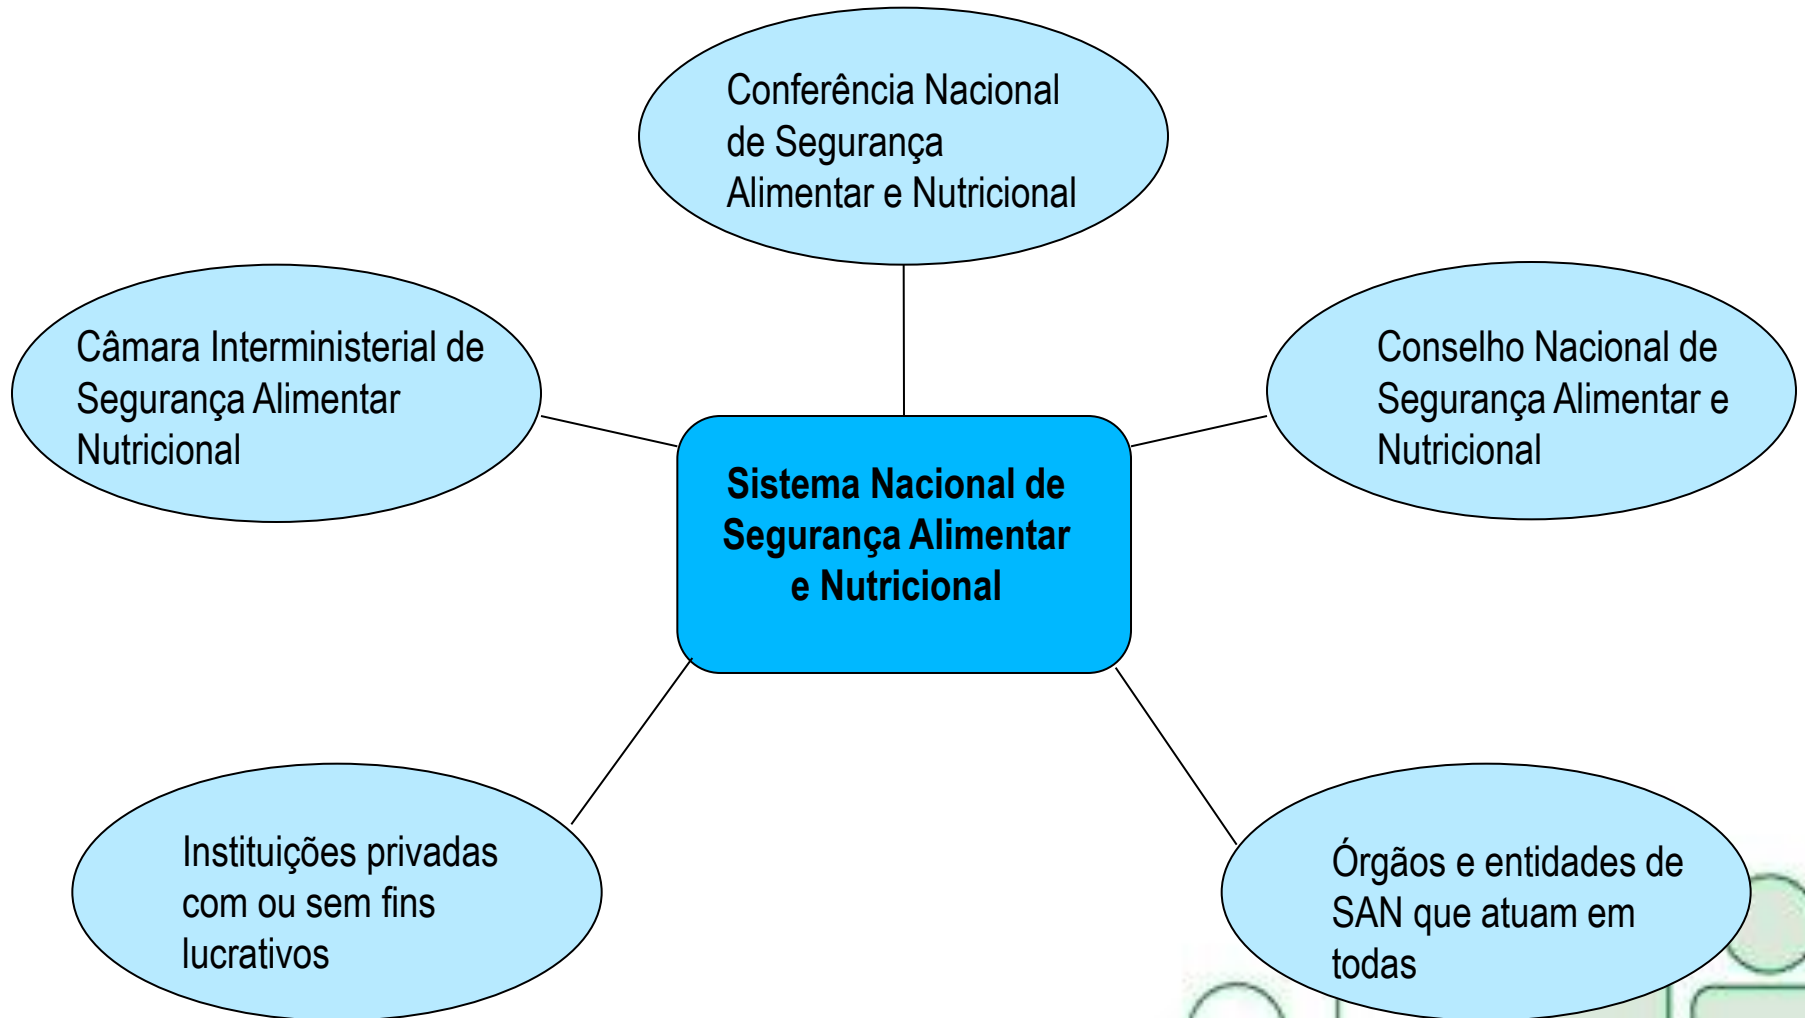 Conferência Nacional
de Segurança
Alimentar e Nutricional
Câmara Interministerial de
Segurança Alimentar
Nutricional
Conselho Nacional de
Segurança Alimentar e
Nutricional
Sistema Nacional de
Segurança Alimentar
e Nutricional
Instituições privadas
com ou sem fins
lucrativos
Órgãos e entidades de
SAN que atuam em
todas